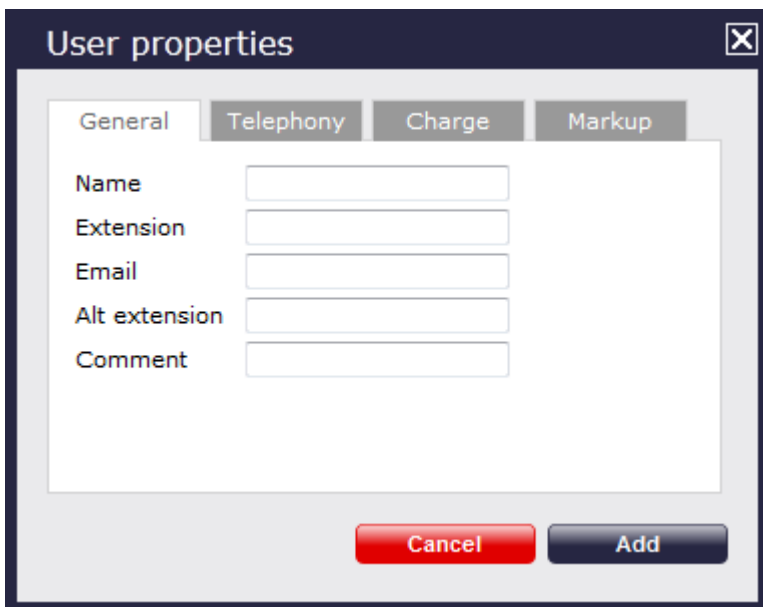 User properties
General Telephony Charge Markup
Name
Extension
Email
Alt extension
Comment
Cancel Add